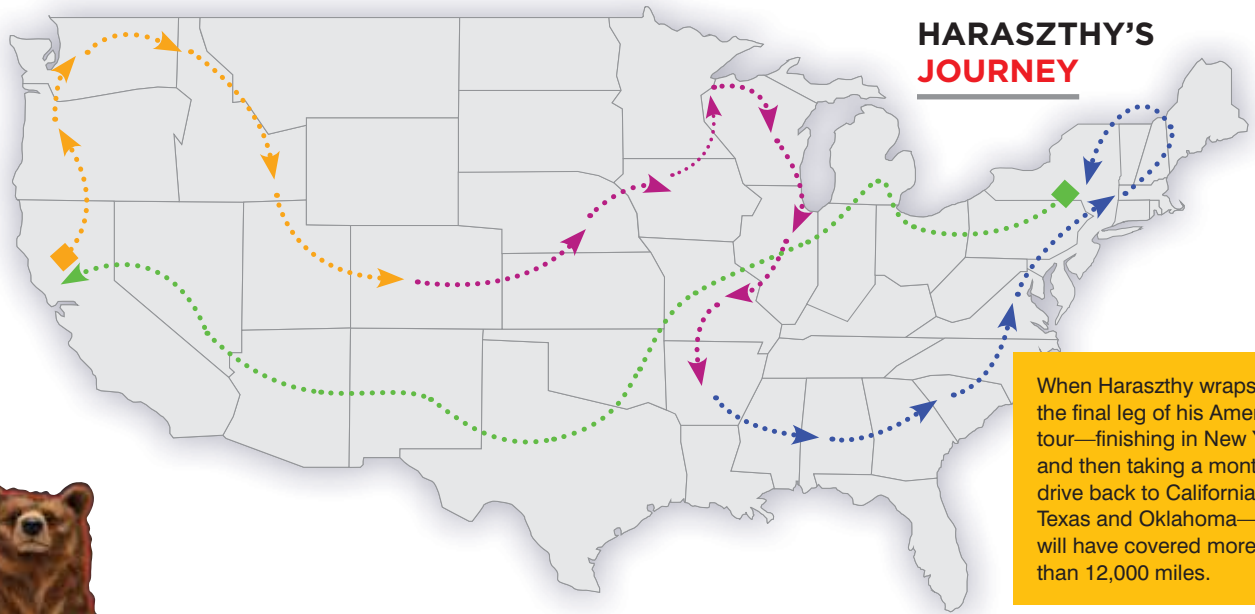 HARASZTHY'S
JOURNEY
When Haraszthy wraps
the final leg of his Amer
tour—finishing in New Y
and then taking a month
drive back to California
Texas and Oklahoma—
will have covered more
than 12,000 miles.